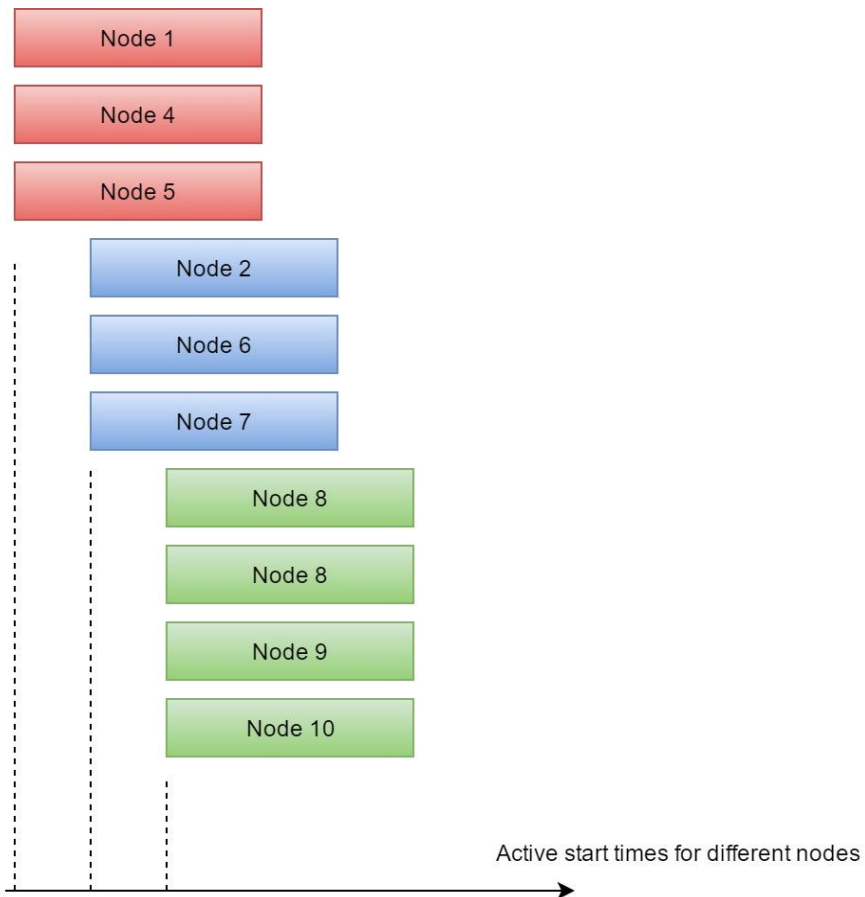 Node 1
Node 4
Node 5
Node 2
Node 6
Node 7
Node 8
Node 8
Node 9
Node 10
Active start times for different nodes